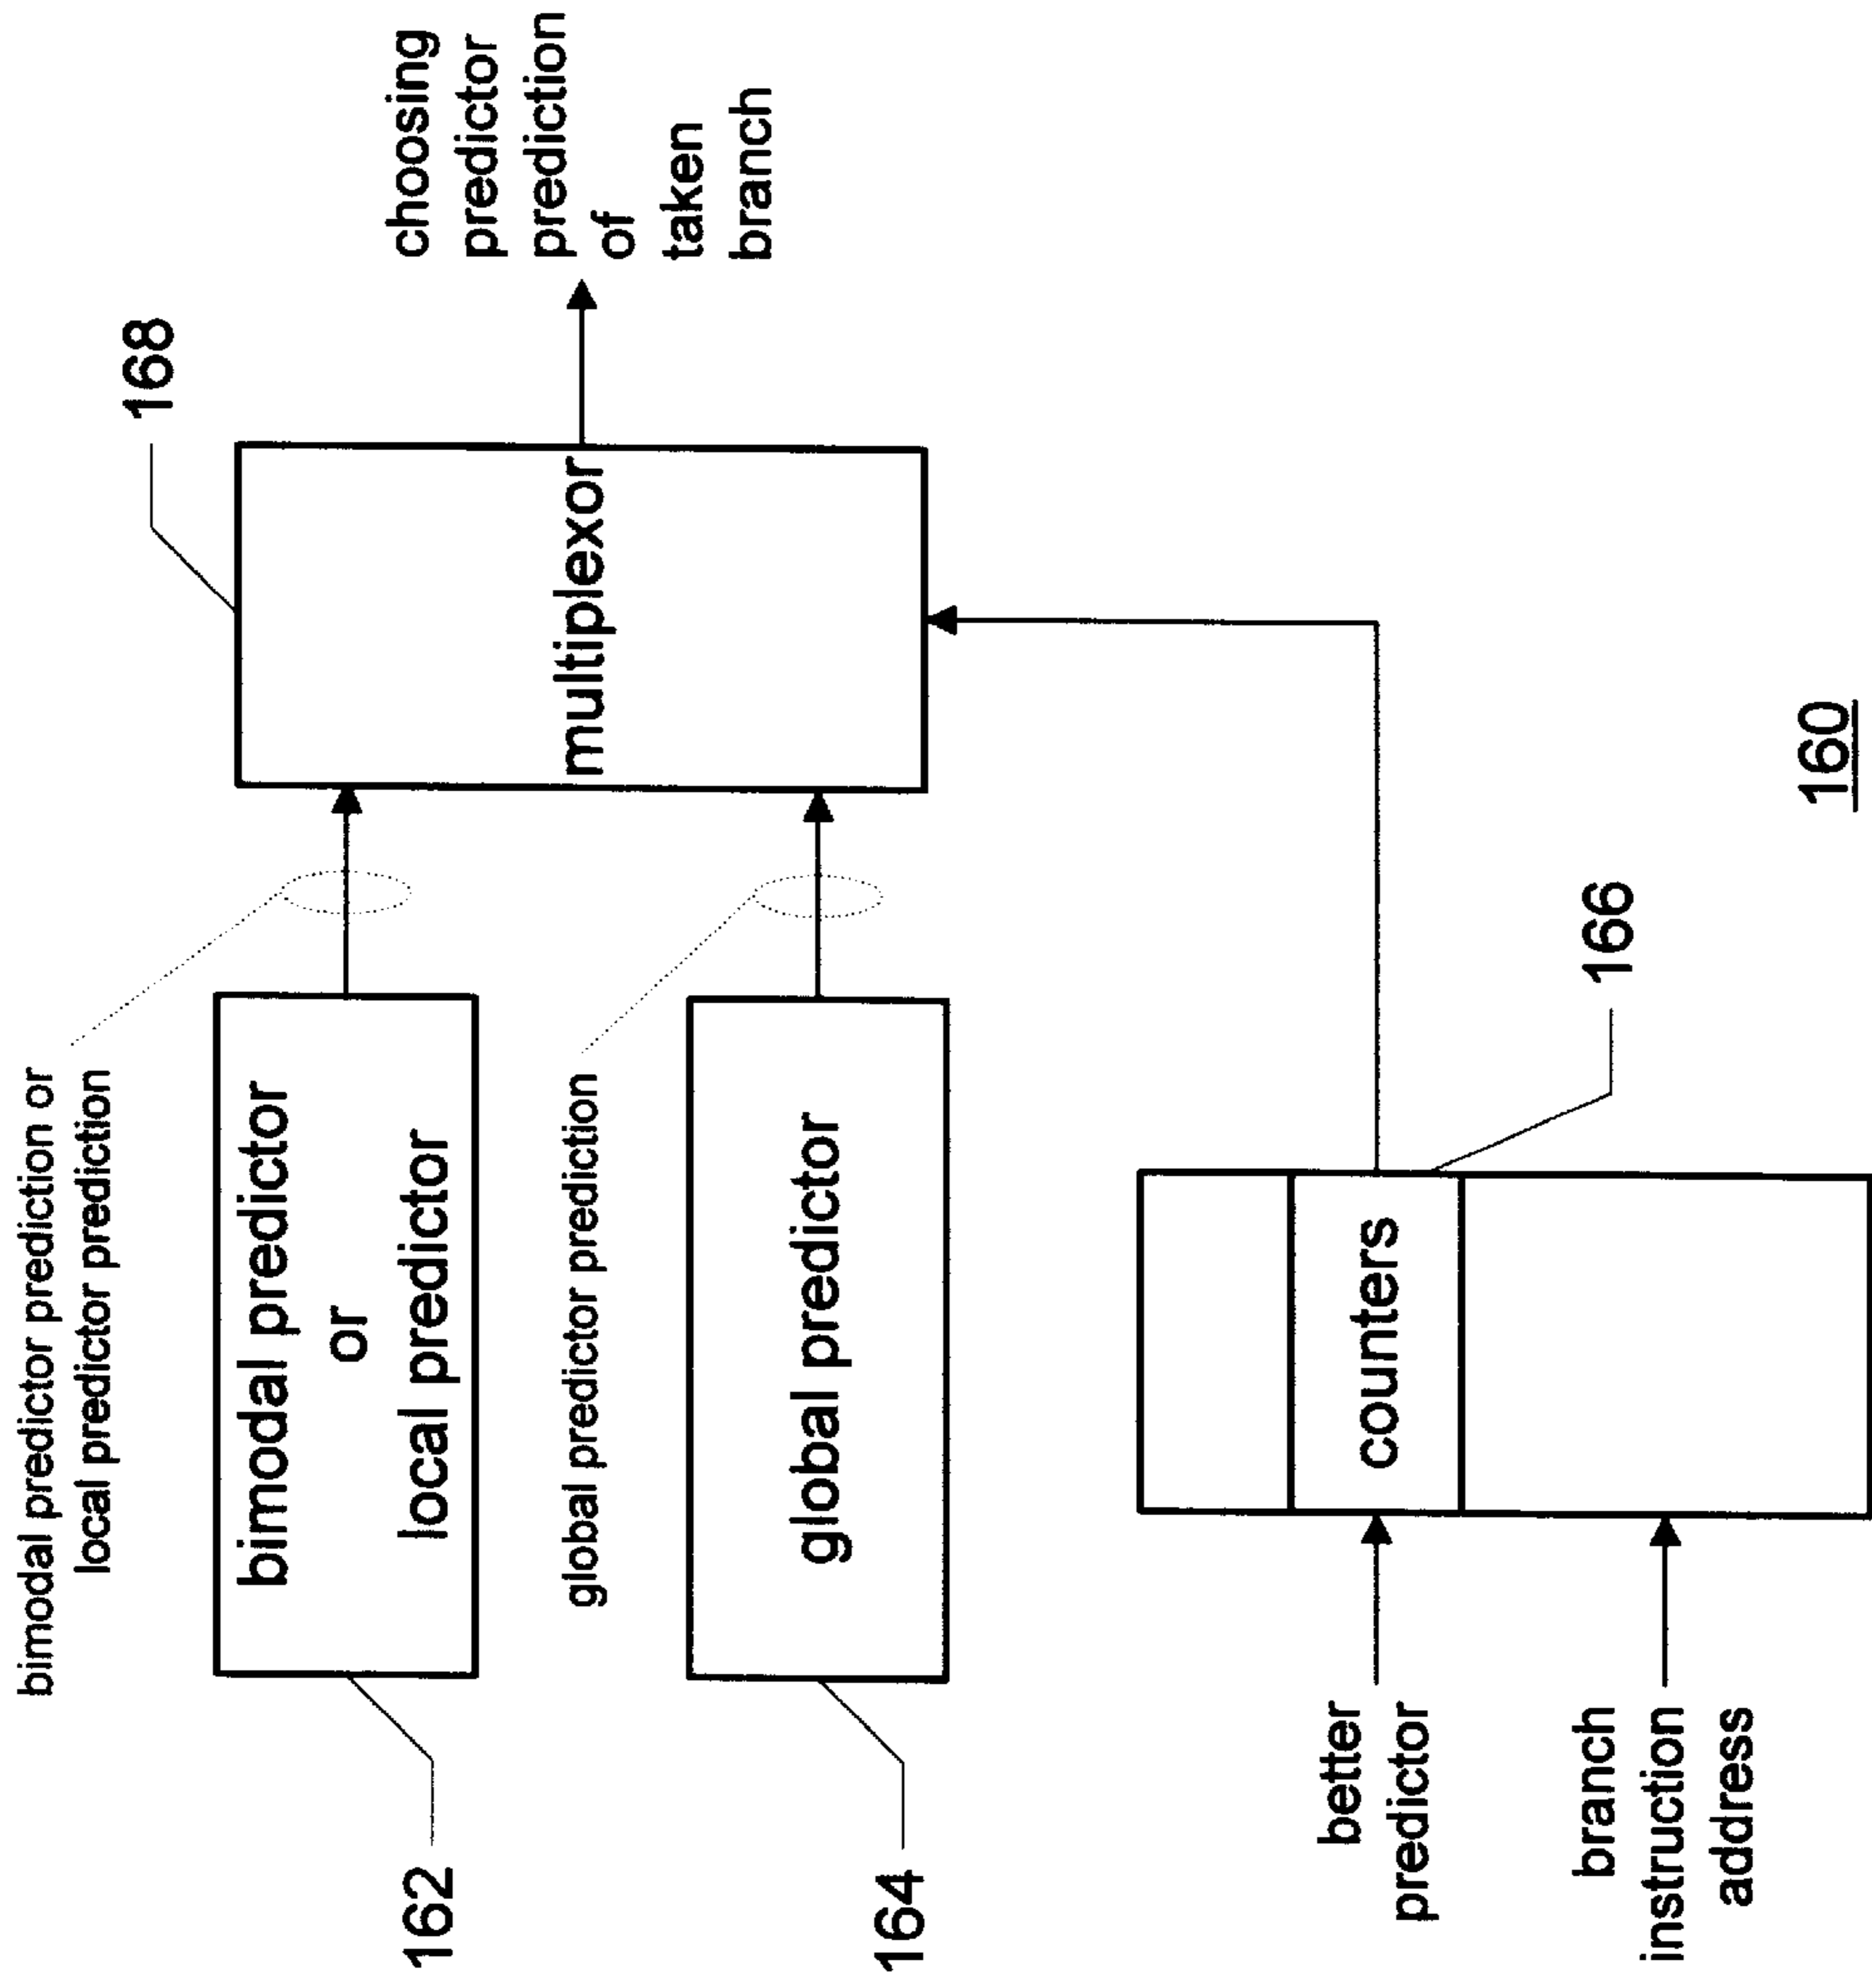 bimodal predictor prediction or
local predictor prediction
162
bimodal predictor
or
local predictor
168
global predictor prediction
164
global predictor
multiplexor
choosing
predictor
prediction
of
taken
branch
better
predictor
branch
instruction
address
counters
166
160